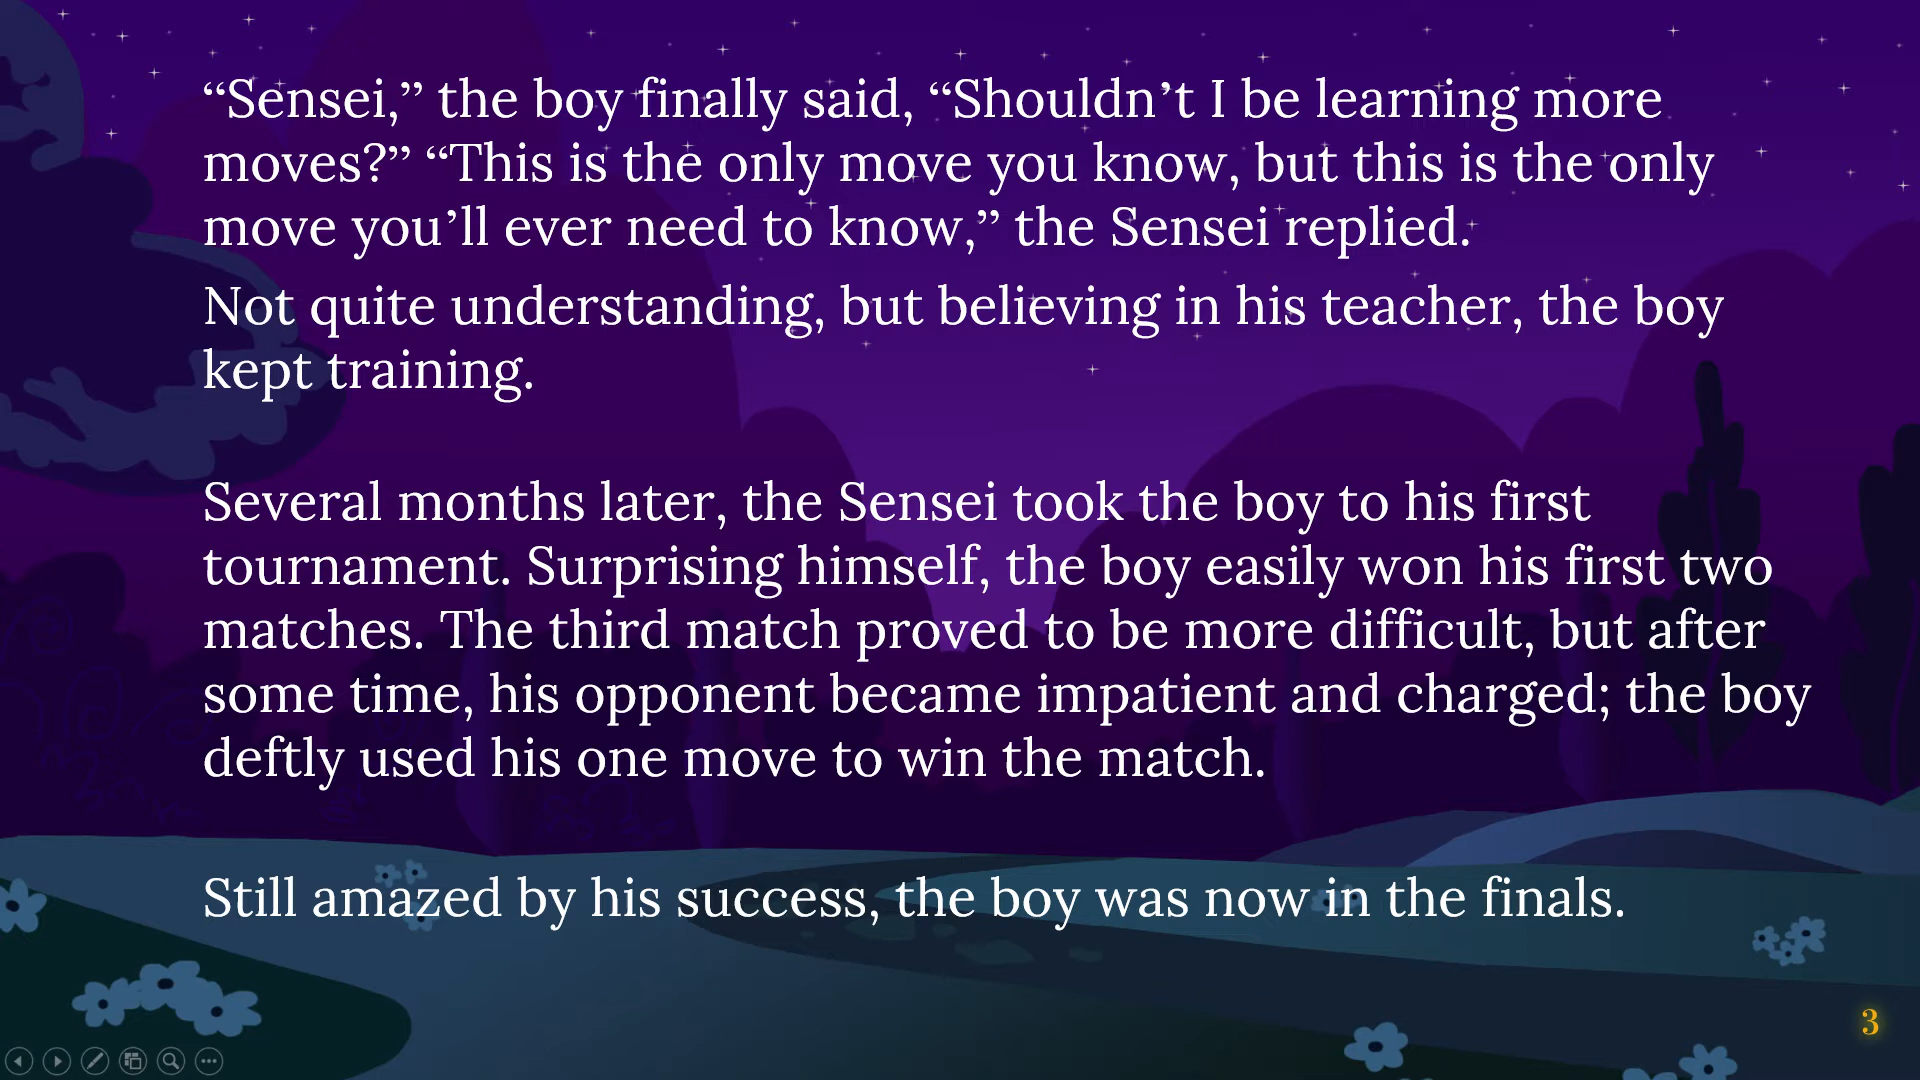 “Sensei,” the boy finally said, “Shouldn’t I be learning more
moves?” “This is the only move you know, but this is the only
move you’ll ever need to know,” the Sensei replied.
Not quite understanding, but believing in his teacher, the boy
kept training.
Several months later, the Sensei took the boy to his first
tournament. Surprising himself, the boy easily won his first two
matches. The third match proved to be more difficult, but after
some time, his opponent became impatient and charged; the boy
deftly used his one move to win the match.
Still amazed by his success, the boy was now in the finals.
3